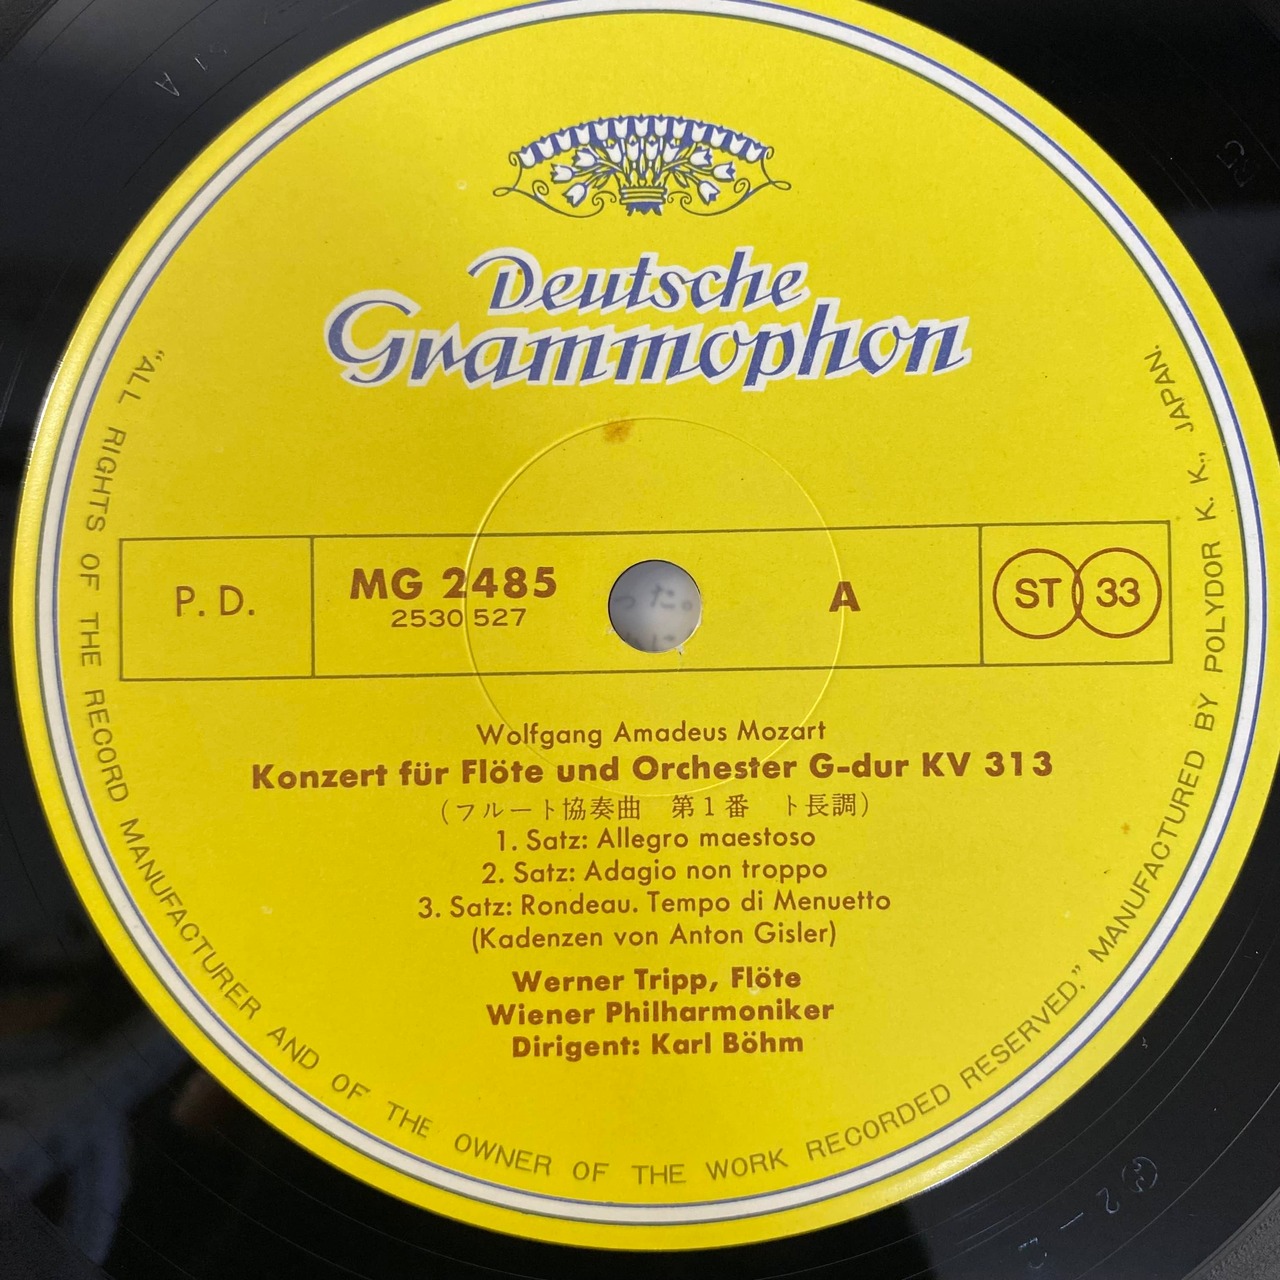 Deutsche
Grammophon
P. D.
MG 2485
2530 527
A
ST 33
Wolfgang Amadeus Mozart
Konzert für Flöte und Orchester G-dur KV 313
(フルート協奏曲 第1番 ト長調)
1. Satz: Allegro maestoso
2. Satz: Adagio non troppo
3. Satz: Rondeau. Tempo di Menuetto
(Kadenzen von Anton Gisler)
Werner Tripp, Flöte
Wiener Philharmoniker
Dirigent: Karl Böhm
"ALL RIGHTS OF THE RECORD MANUFACTURER AND OF THE OWNER OF THE WORK RECORDED RESERVED." MANUFACTURED BY POLYDOR K. K., JAPAN.
った。